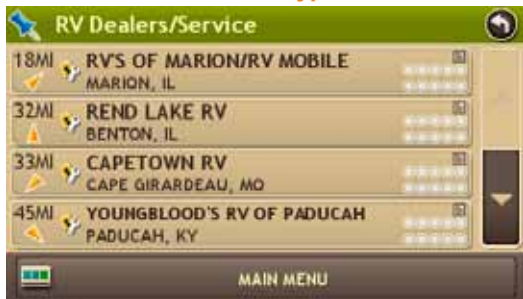 RV Dealers/Service
18MI RV'S OF MARION/RV MOBILE
MARION, IL
32MI REND LAKE RV
BENTON, IL
33MI CAPETOWN RV
CAPE GIRARDEAU, MO
45MI YOUNGBLOOD'S RV OF PADUCAH
PADUCAH, KY
MAIN MENU